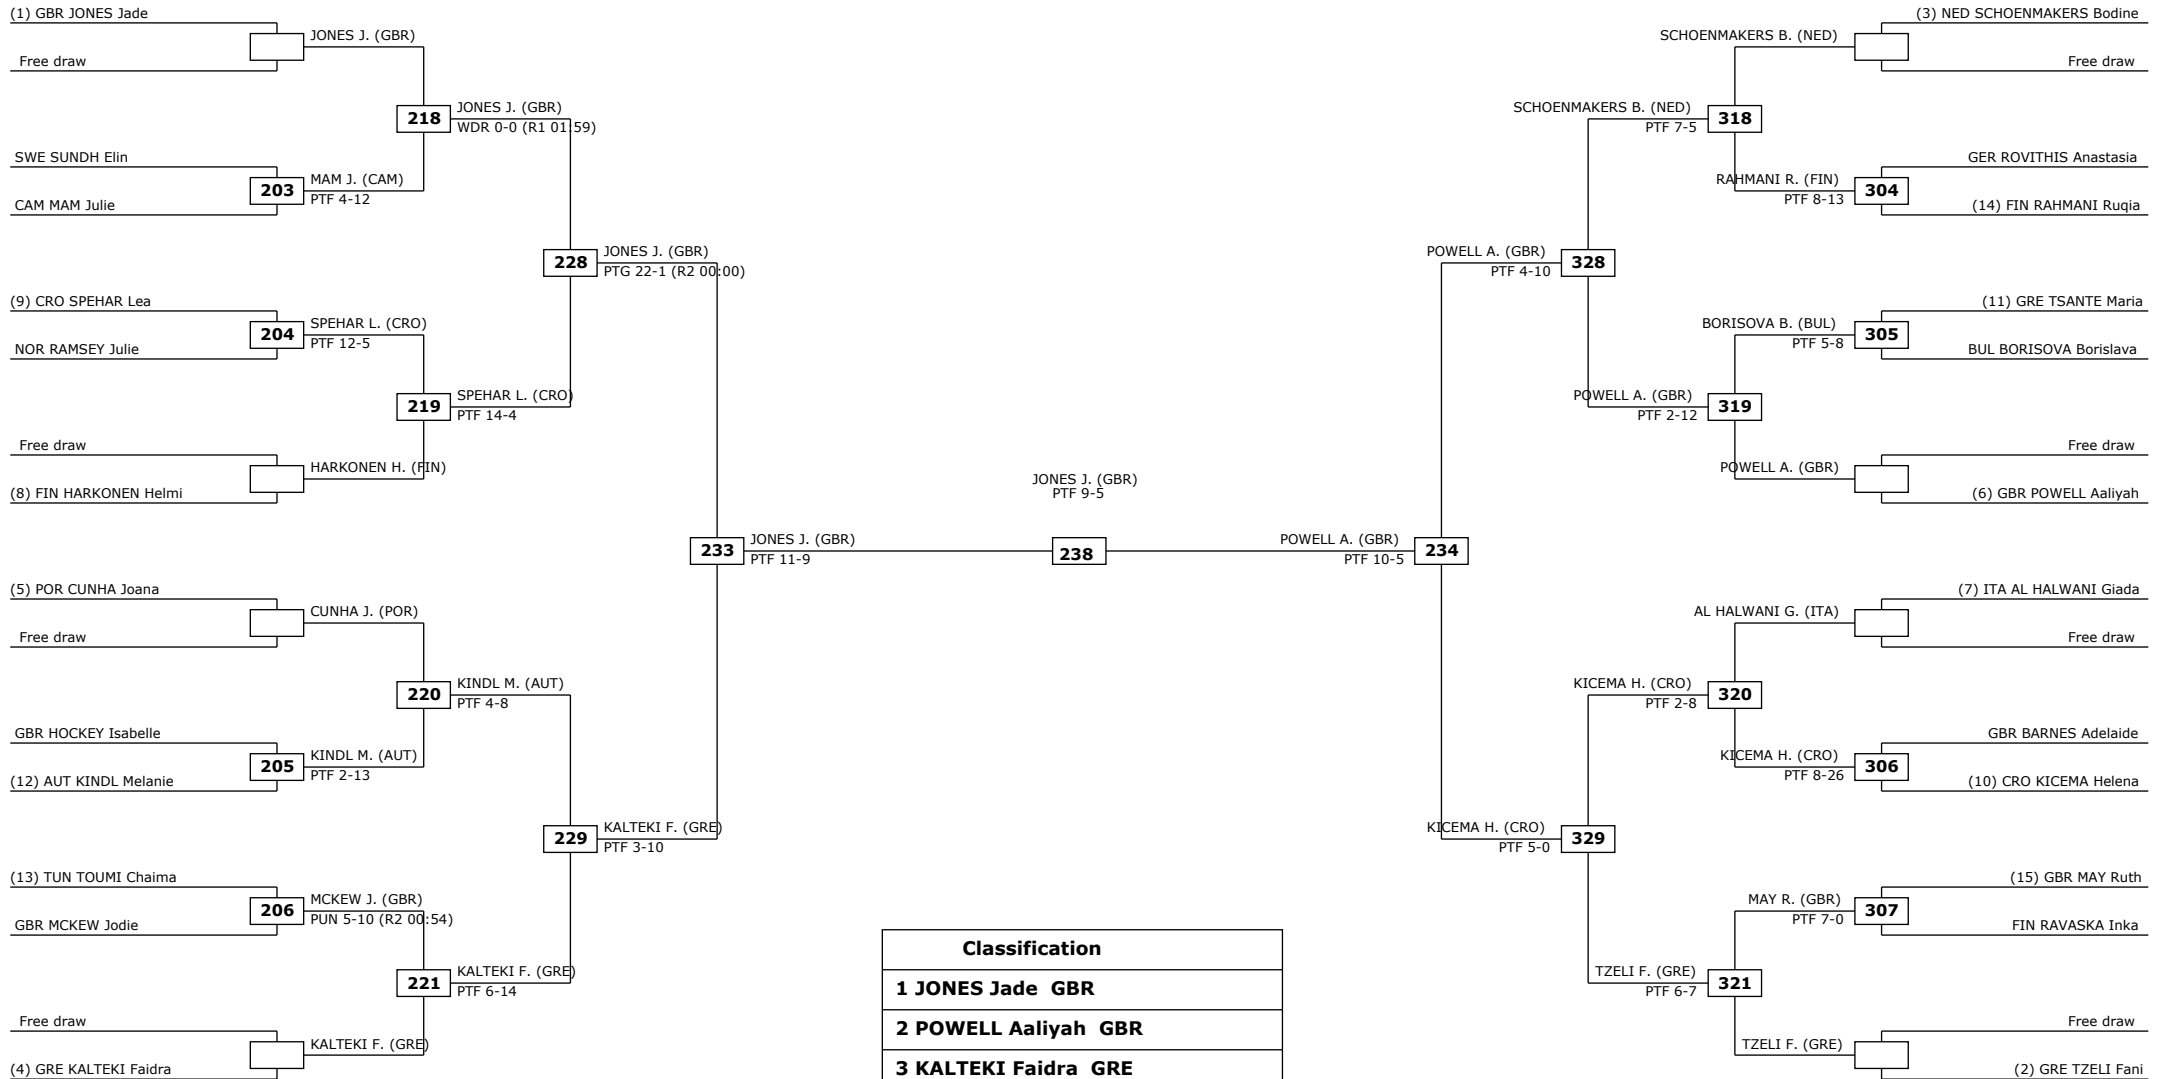 (1) GBR JONES Jade
JONES J. (GBR)
Free draw
218
JONES J. (GBR)
WDR 0-0 (R1 01:59)
SWE SUNDH Elin
203
MAM J. (CAM)
PTF 4-12
CAM MAM Julie
228
JONES J. (GBR)
PTG 22-1 (R2 00:00)
(9) CRO SPEHAR Lea
204
SPEHAR L. (CRO)
PTF 12-5
NOR RAMSEY Julie
219
SPEHAR L. (CRO)
PTF 14-4
Free draw
HARKONEN H. (FIN)
(8) FIN HARKONEN Helmi
233
JONES J. (GBR)
PTF 11-9
(5) POR CUNHA Joana
CUNHA J. (POR)
Free draw
220
KINDL M. (AUT)
PTF 4-8
GBR HOCKEY Isabelle
205
KINDL M. (AUT)
PTF 2-13
(12) AUT KINDL Melanie
229
KALTEKI F. (GRE)
PTF 3-10
(13) TUN TOUMI Chaima
206
MCKEW J. (GBR)
PUN 5-10 (R2 00:54)
GBR MCKEW Jodie
221
KALTEKI F. (GRE)
PTF 6-14
Free draw
KALTEKI F. (GRE)
(4) GRE KALTEKI Faidra
JONES J. (GBR)
PTF 9-5
238
(3) NED SCHOENMAKERS Bodine
SCHOENMAKERS B. (NED)
Free draw
SCHOENMAKERS B. (NED)
PTF 7-5
318
GER ROVITHIS Anastasia
RAHMANI R. (FIN)
PTF 8-13
304
(14) FIN RAHMANI Ruqia
POWELL A. (GBR)
PTF 4-10
328
(11) GRE TSANTE Maria
BORISOVA B. (BUL)
PTF 5-8
305
BUL BORISOVA Borislava
POWELL A. (GBR)
PTF 2-12
319
Free draw
POWELL A. (GBR)
(6) GBR POWELL Aaliyah
POWELL A. (GBR)
PTF 10-5
234
(7) ITA AL HALWANI Giada
AL HALWANI G. (ITA)
Free draw
KICEMA H. (CRO)
PTF 2-8
320
GBR BARNES Adelaide
KICEMA H. (CRO)
PTF 8-26
306
(10) CRO KICEMA Helena
KICEMA H. (CRO)
PTF 5-0
329
(15) GBR MAY Ruth
MAY R. (GBR)
PTF 7-0
307
FIN RAVASKA Inka
TZELI F. (GRE)
PTF 6-7
321
Free draw
TZELI F. (GRE)
(2) GRE TZELI Fani
Classification
1 JONES Jade GBR
2 POWELL Aaliyah GBR
3 KALTEKI Faidra GRE